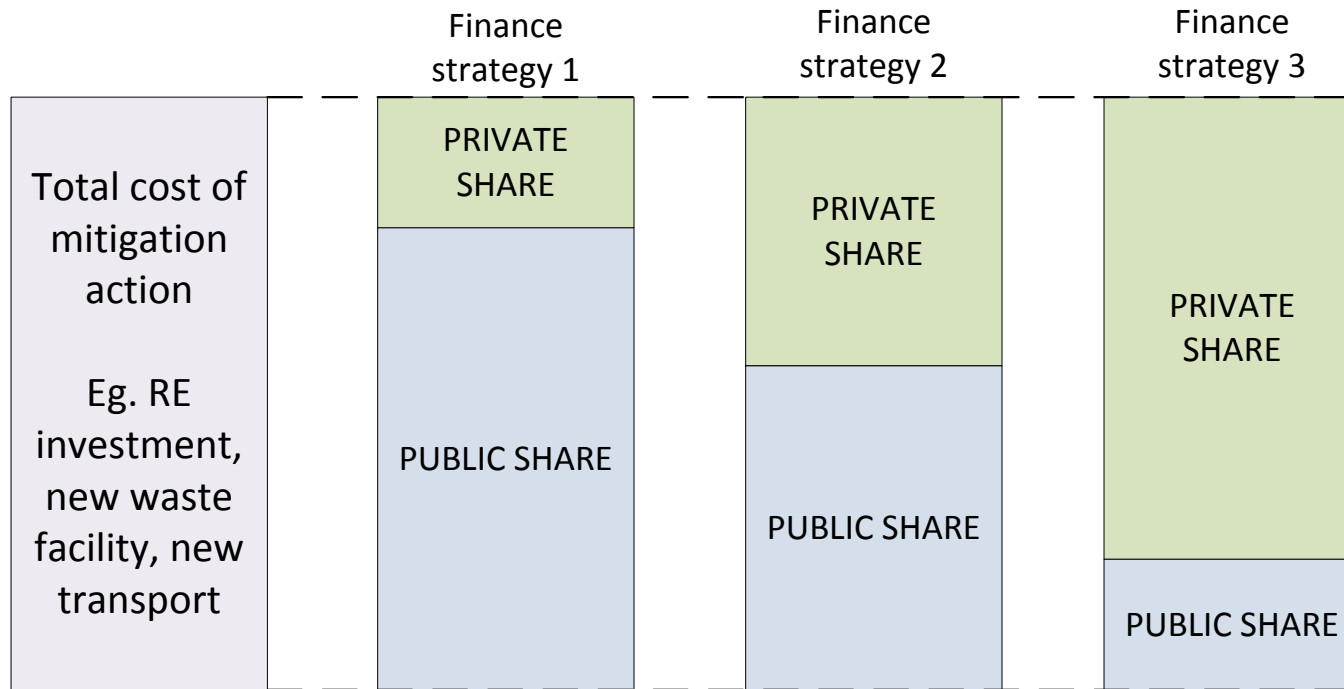 Finance
strategy 1
Finance
strategy 2
Finance
strategy 3
Total cost of
mitigation
action
Eg. RE
investment,
new waste
facility, new
transport
PRIVATE
SHARE
PUBLIC SHARE
PRIVATE
SHARE
PUBLIC SHARE
PRIVATE
SHARE
PUBLIC SHARE